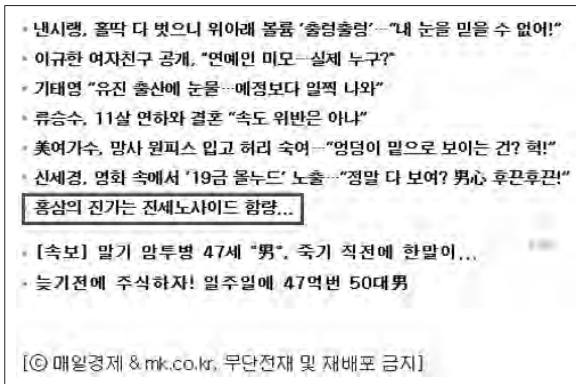 · 낸시랭, 홀딱 다 벗으니 위아래 볼륨 '출렁출렁'…"내 눈을 믿을 수 없어!"
· 이규한 여자친구 공개, "연예인 미모…실제 누구?"
· 기태영 "유진 출산에 눈물…예정보다 일찍 나와"
· 류승수, 11살 연하와 결혼 "속도 위반은 아냐"
· 美여가수, 망사 원피스 입고 허리 숙여…"엉덩이 밑으로 보이는 건? 헉!"
· 신세경, 영화 속에서 '19금 올누드' 노출…"정말 다 보여? 男心 후끈후끈!"
홍삼의 진가는 진세노사이드 함량...
· [속보] 말기 암투병 47세 "男", 죽기 직전에 한말이...
· 늦기전에 주식하자! 일주일에 47억번 50대男
[ⓒ 매일경제 & mk.co.kr, 무단전재 및 재배포 금지]